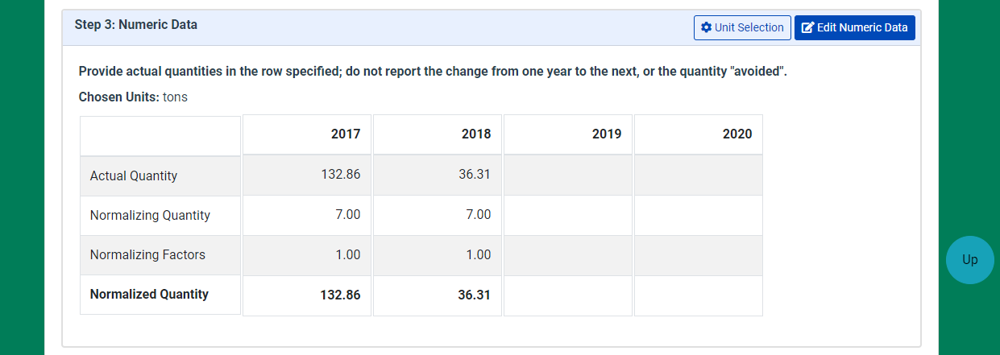 Step 3: Numeric Data
Unit Selection
Edit Numeric Data
Provide actual quantities in the row specified; do not report the change from one year to the next, or the quantity "avoided".
Chosen Units: tons
2017 2018 2019 2020
Actual Quantity 132.86 36.31
Normalizing Quantity 7.00 7.00
Normalizing Factors 1.00 1.00
Normalized Quantity 132.86 36.31
Up